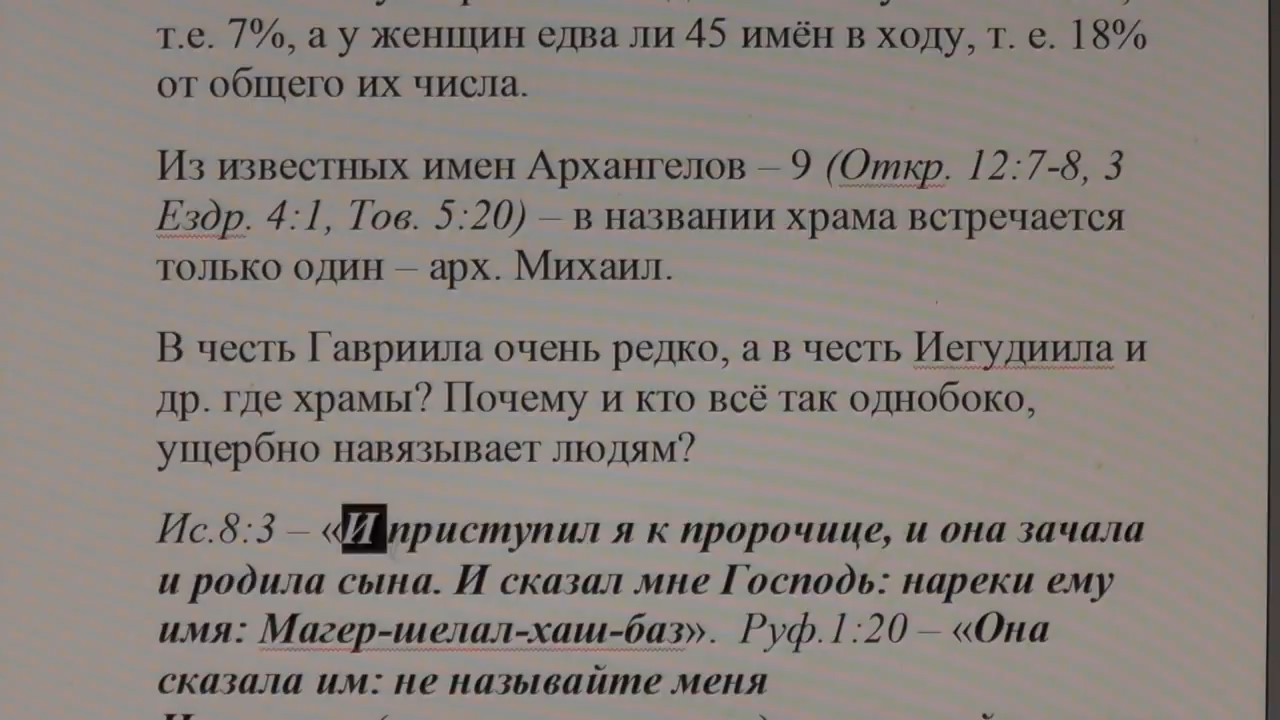 т.е. 7%, а у женщин едва ли 45 имён в ходу, т. е. 18%
от общего их числа.
Из известных имен Архангелов – 9 (Откр. 12:7-8, 3
Ездр. 4:1, Тов. 5:20) – в названии храма встречается
только один – арх. Михаил.
В честь Гавриила очень редко, а в честь Иегудиила и
др. где храмы? Почему и кто всё так однобоко,
ущербно навязывает людям?
Ис.8:3 – «И приступил я к пророчице, и она зачала
и родила сына. И сказал мне Господь: нареки ему
имя: Магер-шелал-хаш-баз». Руф.1:20 – «Она
сказала им: не называйте меня